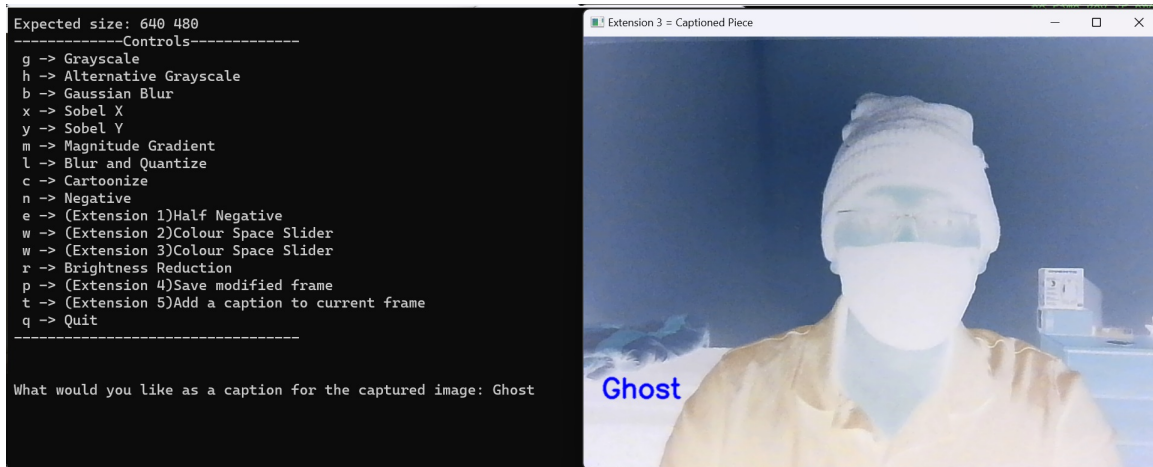 Expected size: 640 480
-------------Controls-------------
g -> Grayscale
h -> Alternative Grayscale
b -> Gaussian Blur
x -> Sobel X
y -> Sobel Y
m -> Magnitude Gradient
l -> Blur and Quantize
c -> Cartoonize
n -> Negative
e -> (Extension 1)Half Negative
w -> (Extension 2)Colour Space Slider
w -> (Extension 3)Colour Space Slider
r -> Brightness Reduction
p -> (Extension 4)Save modified frame
t -> (Extension 5)Add a caption to current frame
q -> Quit
----------------------------------
What would you like as a caption for the captured image: Ghost
Extension 3 = Captioned Piece
Ghost